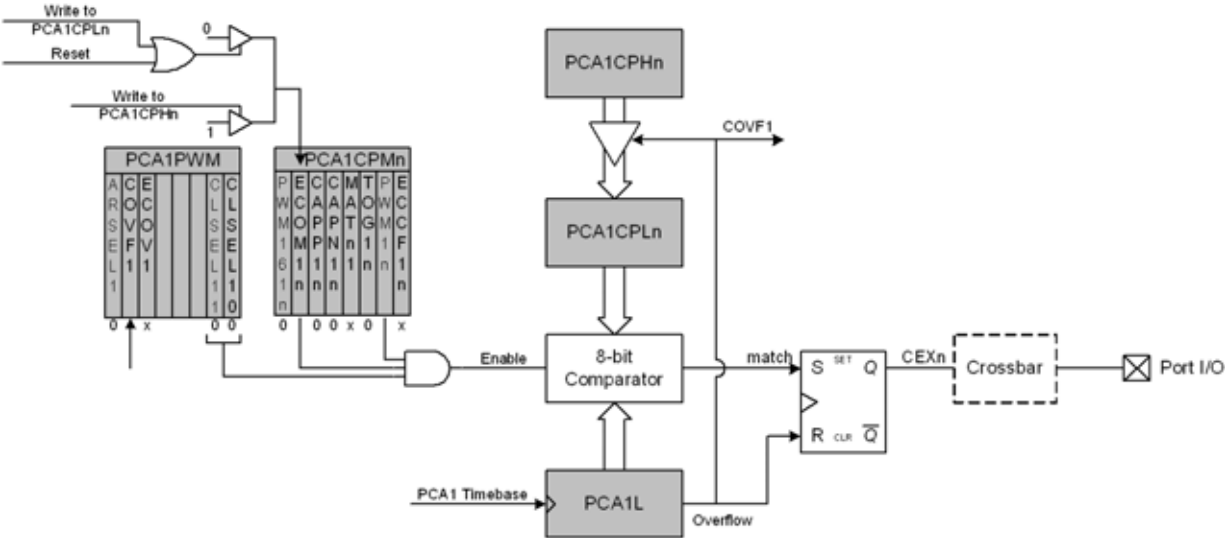 Write to
PCA1CPLn
Reset
0
Write to
PCA1CPHn
1
PCA1CPHn
COVF1
PCA1PWM
ARSEL1
COVF1
ECOV1
CLSEL11
CLSEL10
0
x
0
0
PCA1CPMn
PWM161n
ECOM1n
CAPP1n
CAPN1n
MATn1
TOG1n
PWM1n
ECCF1n
0
0
0
x
0
x
PCA1CPLn
Enable
8-bit
Comparator
match
S SET Q
R CLR Q
CEXn
Crossbar
Port I/O
PCA1 Timebase
PCA1L
Overflow